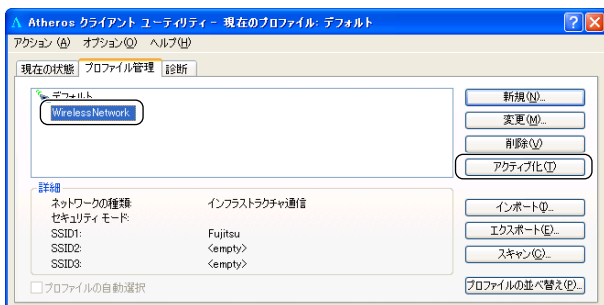 Atheros クライアント ユーティリティ - 現在のプロファイル: デフォルト
アクション (A) オプション(O) ヘルプ(H)
現在の状態 プロファイル管理 診断
デフォルト
WirelessNetwork
新規(N)...
変更(M)...
削除(V)
アクティブ化(T)
詳細
ネットワークの種類: インフラストラクチャ通信
セキュリティ モード:
SSID1: Fujitsu
SSID2: <empty>
SSID3: <empty>
インポート(I)...
エクスポート(E)...
スキャン(C)...
プロファイルの自動選択
プロファイルの並べ替え(P)...